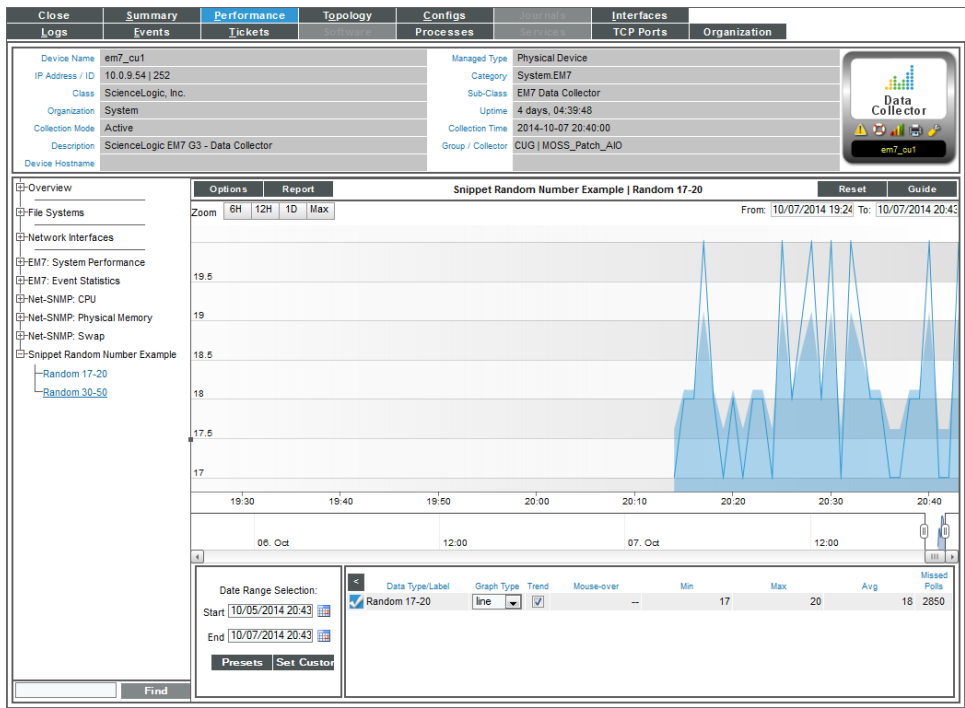 Close Summary Performance Topology Configs Journals Interfaces
Logs Events Tickets Software Processes Services TCP Ports Organization
Device Name em7_cu1 Managed Type Physical Device
IP Address / ID 10.0.9.54 | 252 Category System.EM7
Class ScienceLogic, Inc. Sub-Class EM7 Data Collector
Organization System Uptime 4 days, 04:39:48
Collection Mode Active Collection Time 2014-10-07 20:40:00
Description ScienceLogic EM7 G3 - Data Collector Group / Collector CUG | MOSS_Patch_AIO
Device Hostname
Data
Collector
em7_cu1
Overview
File Systems
Network Interfaces
EM7: System Performance
EM7: Event Statistics
Net-SNMP: CPU
Net-SNMP: Physical Memory
Net-SNMP: Swap
Snippet Random Number Example
Random 17-20
Random 30-50
Find
Options Report Snippet Random Number Example | Random 17-20 Reset Guide
Zoom 6H 12H 1D Max From: 10/07/2014 19:24 To: 10/07/2014 20:43
19.5
19
18.5
18
17.5
17
19:30 19:40 19:50 20:00 20:10 20:20 20:30 20:40
06. Oct 12:00 07. Oct 12:00
Date Range Selection:
Start 10/05/2014 20:43
End 10/07/2014 20:43
Presets Set Custor
< Data Type/Label Graph Type Trend Mouse-over Min Max Avg Missed Polls
Random 17-20 line -- 17 20 18 2850